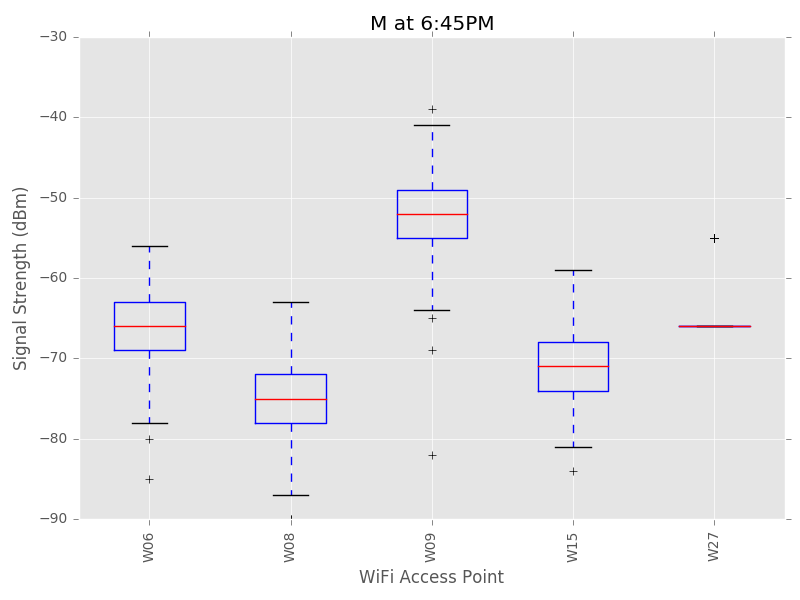 M at 6:45PM
−30
−40
−50
−60
−70
−80
−90
Signal Strength (dBm)
W06
W08
W09
W15
W27
WiFi Access Point